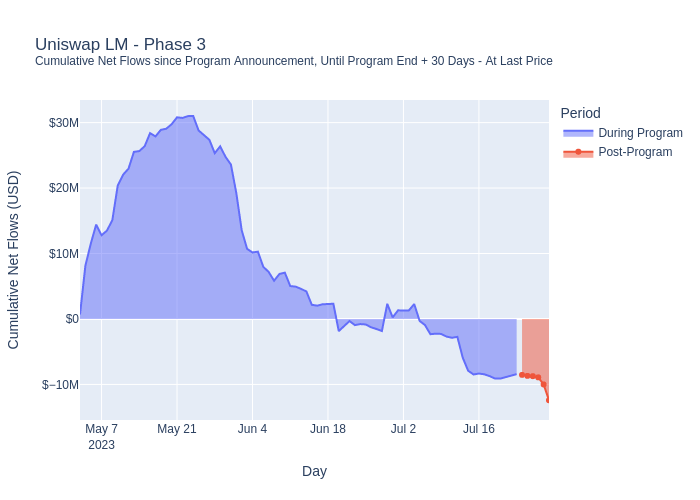 Uniswap LM - Phase 3
Cumulative Net Flows since Program Announcement, Until Program End + 30 Days - At Last Price
Period
During Program
Post-Program
Cumulative Net Flows (USD)
$30M
$20M
$10M
$0
$−10M
May 7
2023
May 21
Jun 4
Jun 18
Jul 2
Jul 16
Day